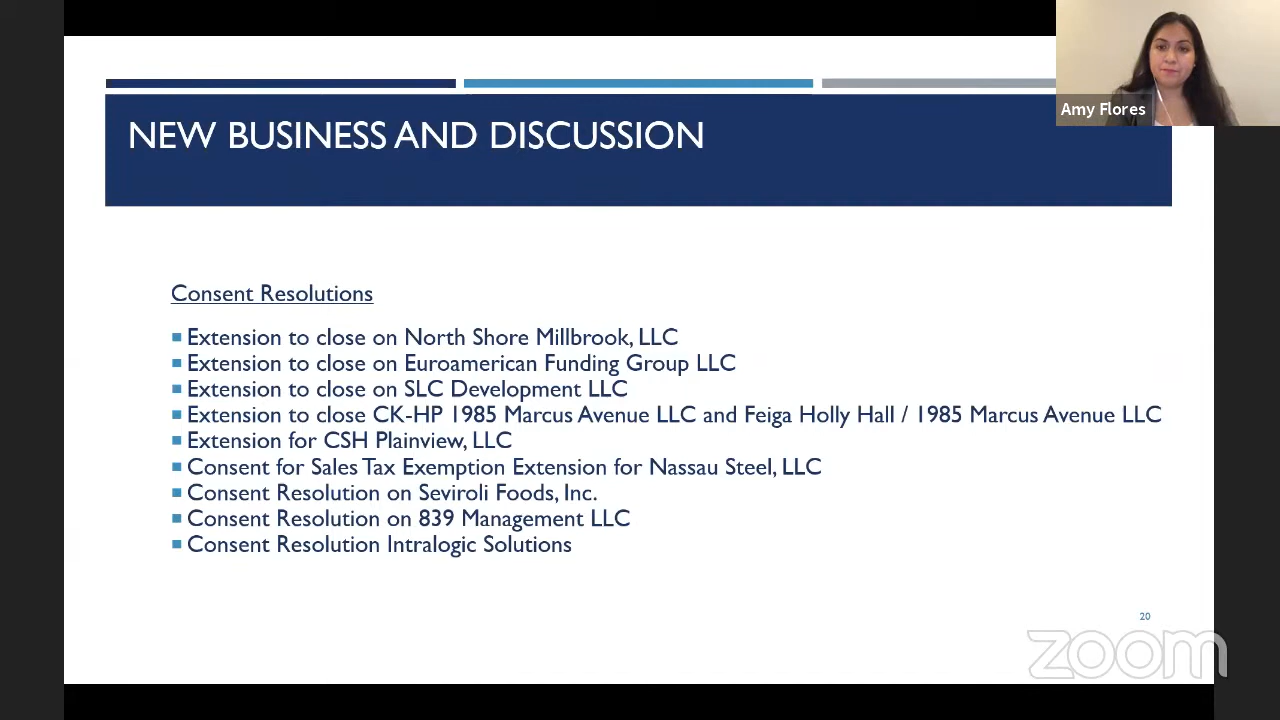 Amy Flores
NEW BUSINESS AND DISCUSSION
Consent Resolutions
Extension to close on North Shore Millbrook, LLC
Extension to close on Euroamerican Funding Group LLC
Extension to close on SLC Development LLC
Extension to close CK-HP 1985 Marcus Avenue LLC and Feiga Holly Hall / 1985 Marcus Avenue LLC
Extension for CSH Plainview, LLC
Consent for Sales Tax Exemption Extension for Nassau Steel, LLC
Consent Resolution on Seviroli Foods, Inc.
Consent Resolution on 839 Management LLC
Consent Resolution Intralogic Solutions
20
zoom